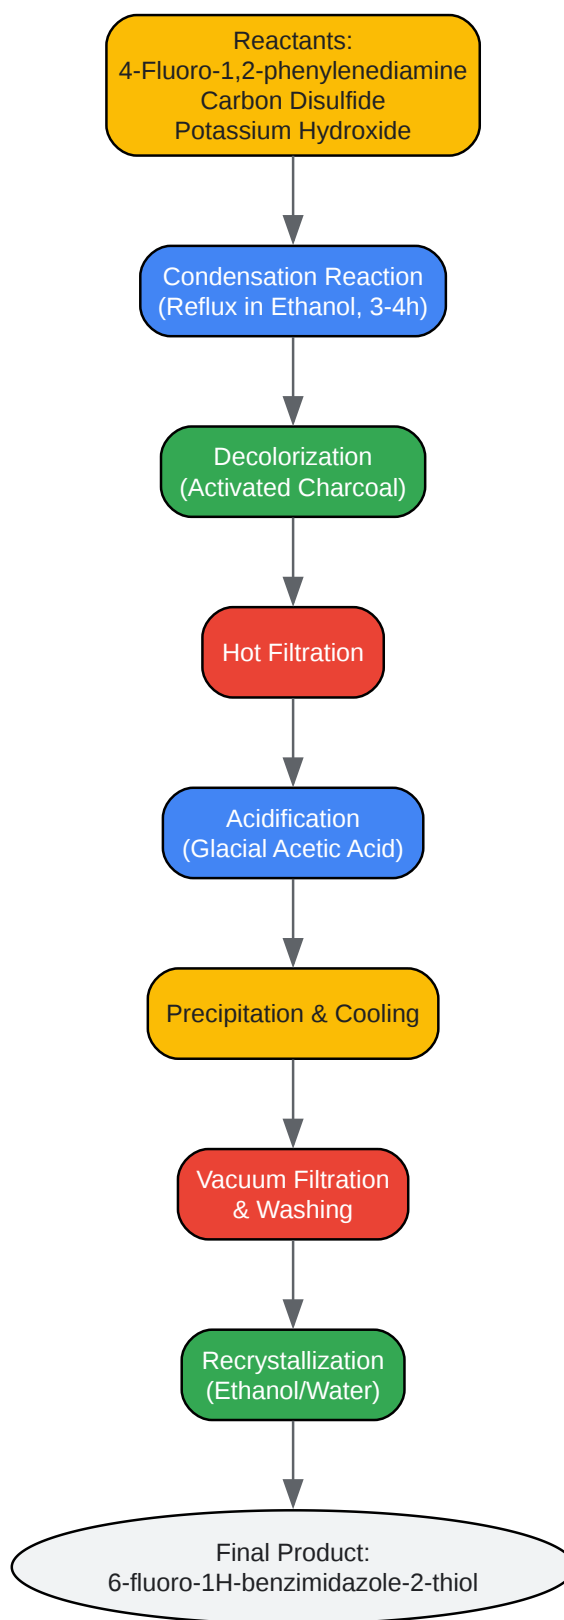 Reactants:
4-Fluoro-1,2-phenylenediamine
Carbon Disulfide
Potassium Hydroxide
Condensation Reaction
(Reflux in Ethanol, 3-4h)
Decolorization
(Activated Charcoal)
Hot Filtration
Acidification
(Glacial Acetic Acid)
Precipitation & Cooling
Vacuum Filtration
& Washing
Recrystallization
(Ethanol/Water)
Final Product:
6-fluoro-1H-benzimidazole-2-thiol